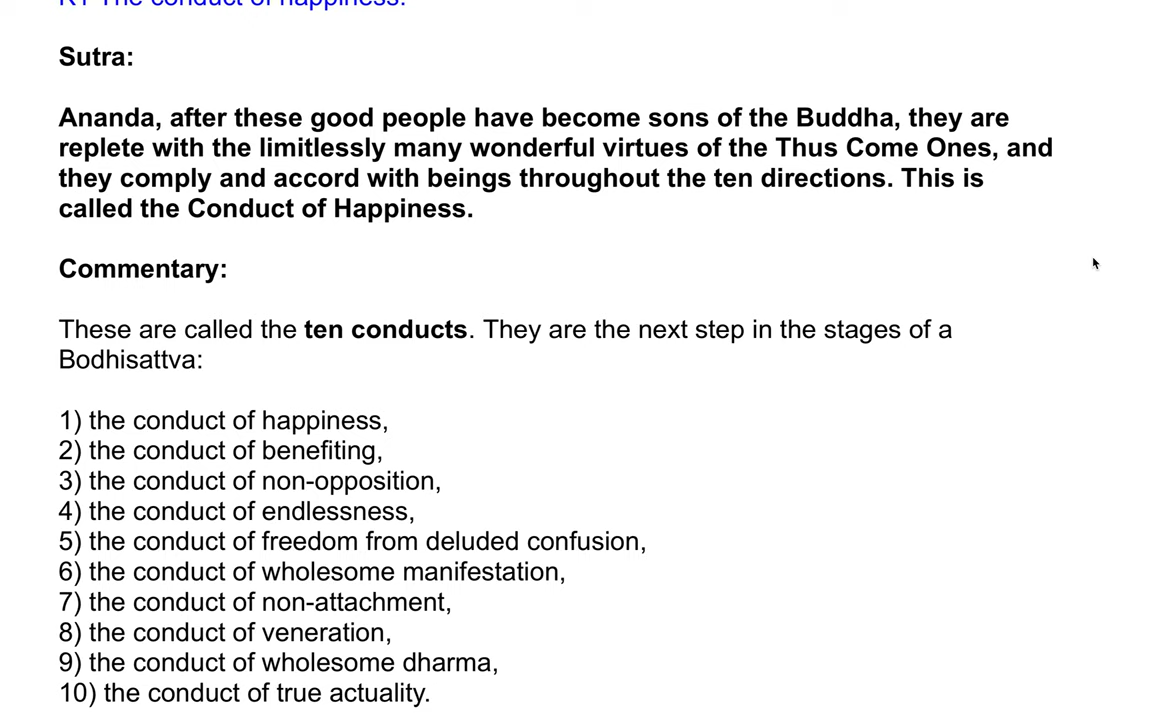 K1 The conduct of happiness.
Sutra:
Ananda, after these good people have become sons of the Buddha, they are
replete with the limitlessly many wonderful virtues of the Thus Come Ones, and
they comply and accord with beings throughout the ten directions. This is
called the Conduct of Happiness.
Commentary:
These are called the ten conducts. They are the next step in the stages of a
Bodhisattva:
1) the conduct of happiness,
2) the conduct of benefiting,
3) the conduct of non-opposition,
4) the conduct of endlessness,
5) the conduct of freedom from deluded confusion,
6) the conduct of wholesome manifestation,
7) the conduct of non-attachment,
8) the conduct of veneration,
9) the conduct of wholesome dharma,
10) the conduct of true actuality.